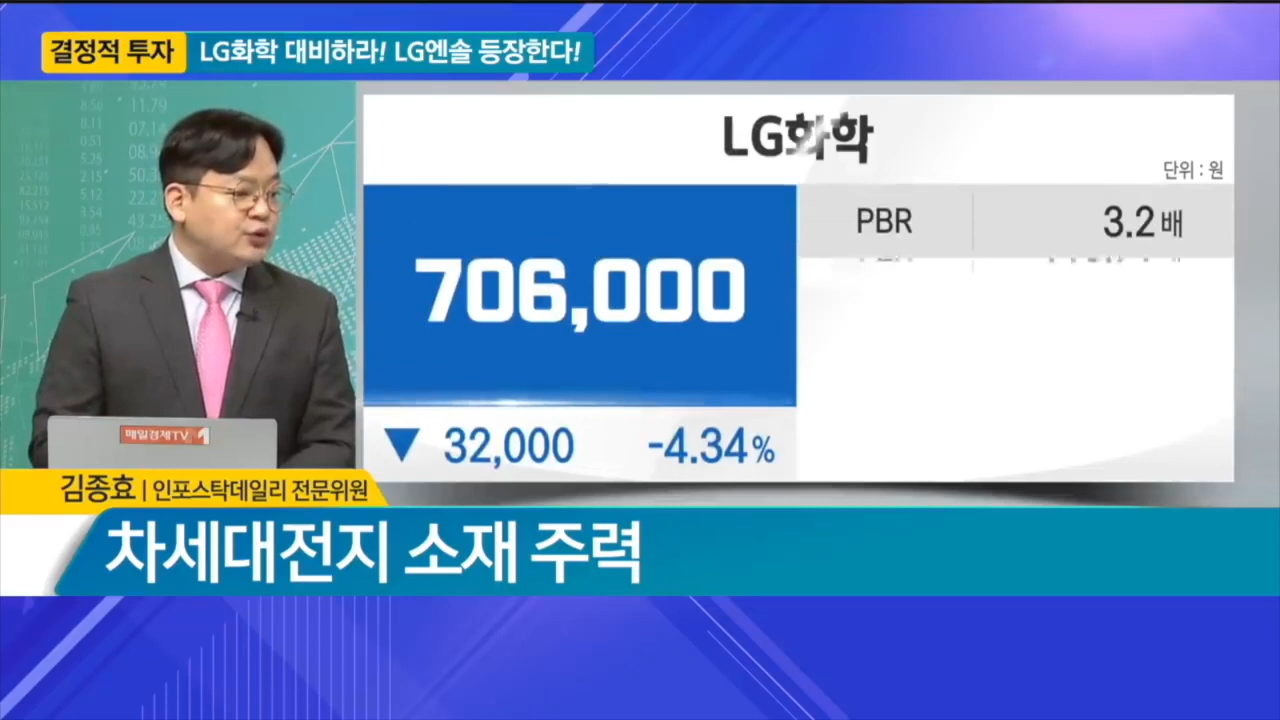 결정적 투자 LG화학 대비하라! LG엔솔 등장한다!
LG화학
단위 : 원
706,000
PBR 3.2 배
▼ 32,000 -4.34%
매일경제TV 1
김종효 | 인포스탁데일리 전문위원
차세대전지 소재 주력